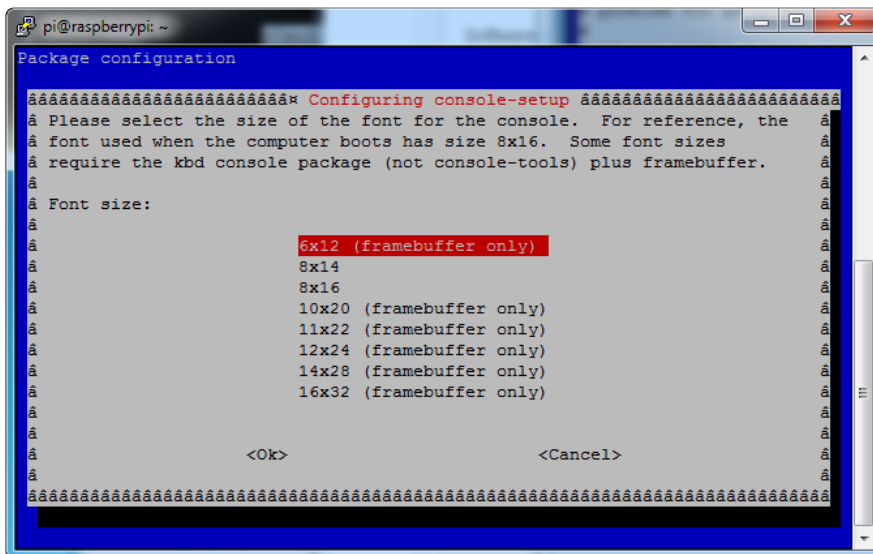 pi@raspberrypi: ~
Package configuration
âââââââââââââââââââââââââ¤ Configuring console-setup âââââââââââââââââââââââââ
â Please select the size of the font for the console.  For reference, the â
â font used when the computer boots has size 8x16.  Some font sizes â
â require the kbd console package (not console-tools) plus framebuffer. â
â â
â Font size: â
â â
â 6x12 (framebuffer only) â
â 8x14 â
â 8x16 â
â 10x20 (framebuffer only) â
â 11x22 (framebuffer only) â
â 12x24 (framebuffer only) â
â 14x28 (framebuffer only) â
â 16x32 (framebuffer only) â
â â
â â
â <Ok> <Cancel> â
â â
âââââââââââââââââââââââââââââââââââââââââââââââââââââââââââââââââââââââââââââ